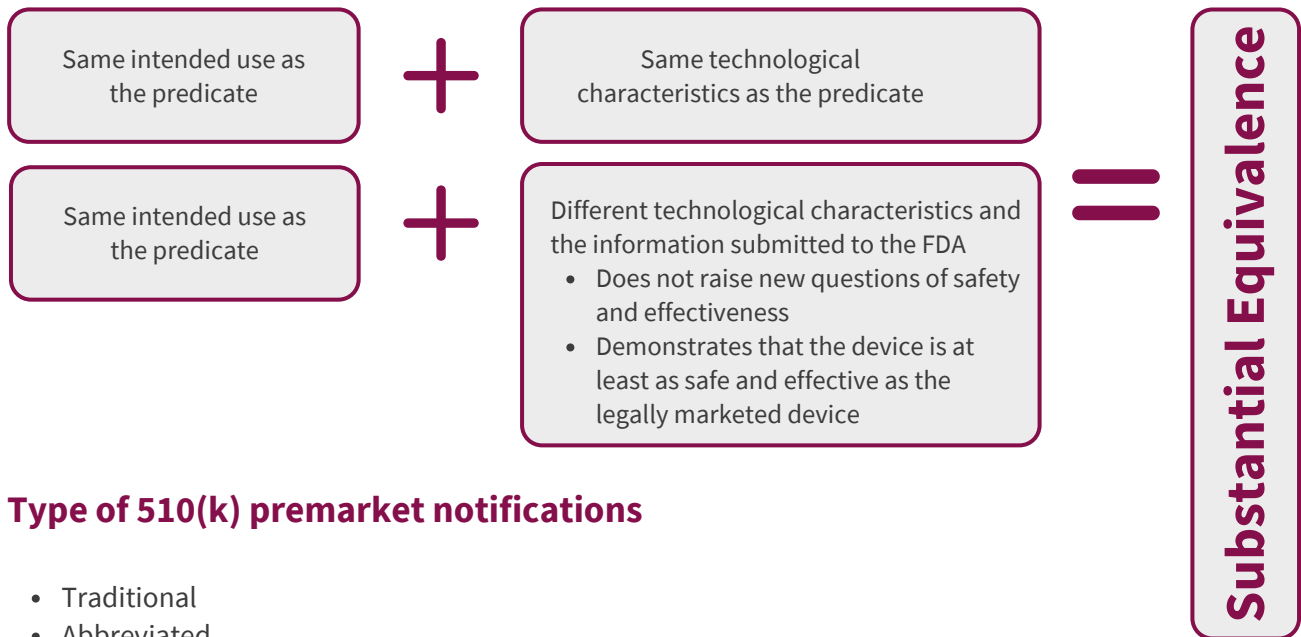 Same intended use as
the predicate
+
Same technological
characteristics as the predicate
Same intended use as
the predicate
+
Different technological characteristics and
the information submitted to the FDA
• Does not raise new questions of safety
and effectiveness
• Demonstrates that the device is at
least as safe and effective as the
legally marketed device
=
Substantial Equivalence
Type of 510(k) premarket notifications
• Traditional
• Abbreviated